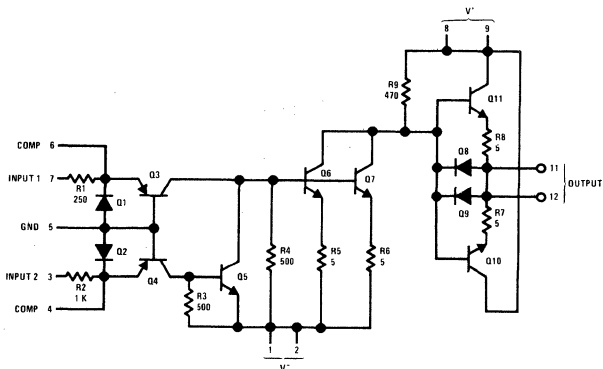 V+
8 9
R9
470
Q11
R8
5
COMP 6
INPUT 1 7
R1
250
Q3
Q1
GND 5
Q2
INPUT 2 3
R2
1 K
Q4
COMP 4
R3
500
Q5
R4
500
Q6
Q7
R5
5
R6
5
Q8
Q9
11
12
OUTPUT
R7
5
Q10
1 2
V-